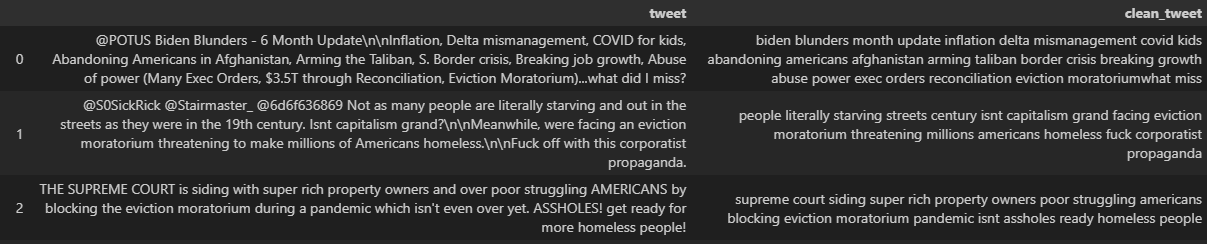 tweet clean_tweet
0
@POTUS Biden Blunders - 6 Month Update\n\nInflation, Delta mismanagement, COVID for kids,
Abandoning Americans in Afghanistan, Arming the Taliban, S. Border crisis, Breaking job growth, Abuse
of power (Many Exec Orders, $3.5T through Reconciliation, Eviction Moratorium)...what did I miss?
biden blunders month update inflation delta mismanagement covid kids
abandoning americans afghanistan arming taliban border crisis breaking growth
abuse power exec orders reconciliation eviction moratoriumwhat miss
1
@S0SickRick @Stairmaster_ @6d6f636869 Not as many people are literally starving and out in the
streets as they were in the 19th century. Isnt capitalism grand?\n\nMeanwhile, were facing an eviction
moratorium threatening to make millions of Americans homeless.\n\nFuck off with this corporatist
propaganda.
people literally starving streets century isnt capitalism grand facing eviction
moratorium threatening millions americans homeless fuck corporatist
propaganda
2
THE SUPREME COURT is siding with super rich property owners and over poor struggling AMERICANS by
blocking the eviction moratorium during a pandemic which isn't even over yet. ASSHOLES! get ready for
more homeless people!
supreme court siding super rich property owners poor struggling americans
blocking eviction moratorium pandemic isnt assholes ready homeless people